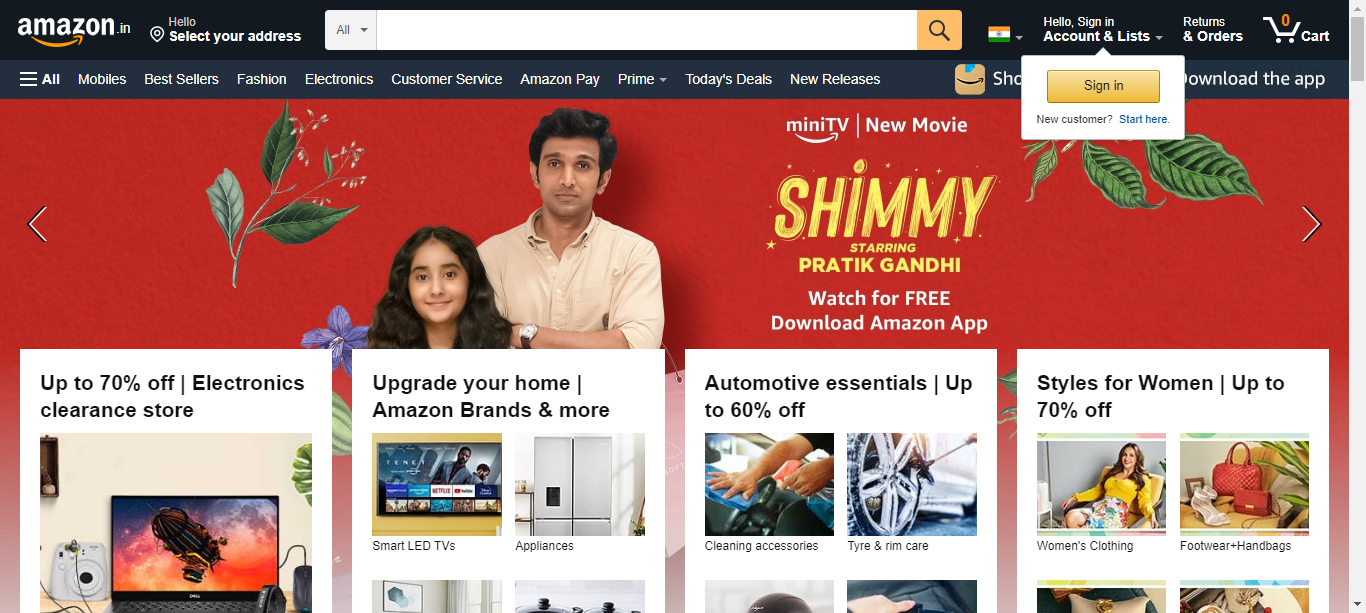 amazon.in
Hello
Select your address
All
Hello, Sign in
Account & Lists
Returns
& Orders
0
Cart
All
Mobiles
Best Sellers
Fashion
Electronics
Customer Service
Amazon Pay
Prime
Today's Deals
New Releases
Download the app
Sign in
New customer? Start here.
miniTV | New Movie
SHIMMY
STARRING
PRATIK GANDHI
Watch for FREE
Download Amazon App
Up to 70% off | Electronics
clearance store
DELL
Upgrade your home |
Amazon Brands & more
TENET
NETFLIX
YouTube
Smart LED TVs
Appliances
Automotive essentials | Up
to 60% off
Cleaning accessories
Tyre & rim care
Styles for Women | Up to
70% off
Women's Clothing
Footwear+Handbags